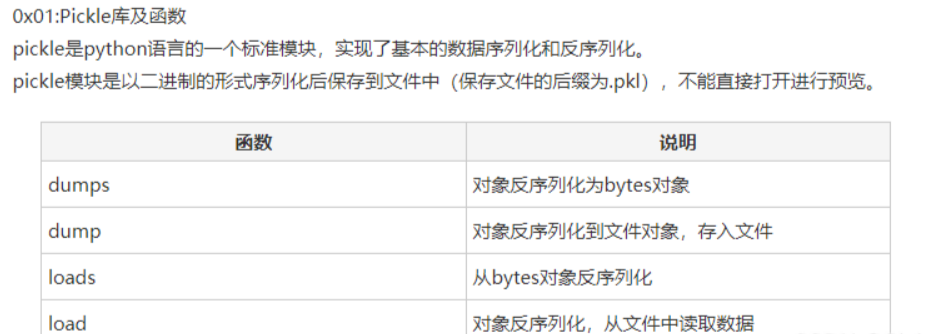 0x01:Pickle库及函数
pickle是python语言的一个标准模块，实现了基本的数据序列化和反序列化。
pickle模块是以二进制的形式序列化后保存到文件中（保存文件的后缀为.pkl），不能直接打开进行预览。
函数 说明
dumps 对象反序列化为bytes对象
dump 对象反序列化到文件对象，存入文件
loads 从bytes对象反序列化
load 对象反序列化，从文件中读取数据